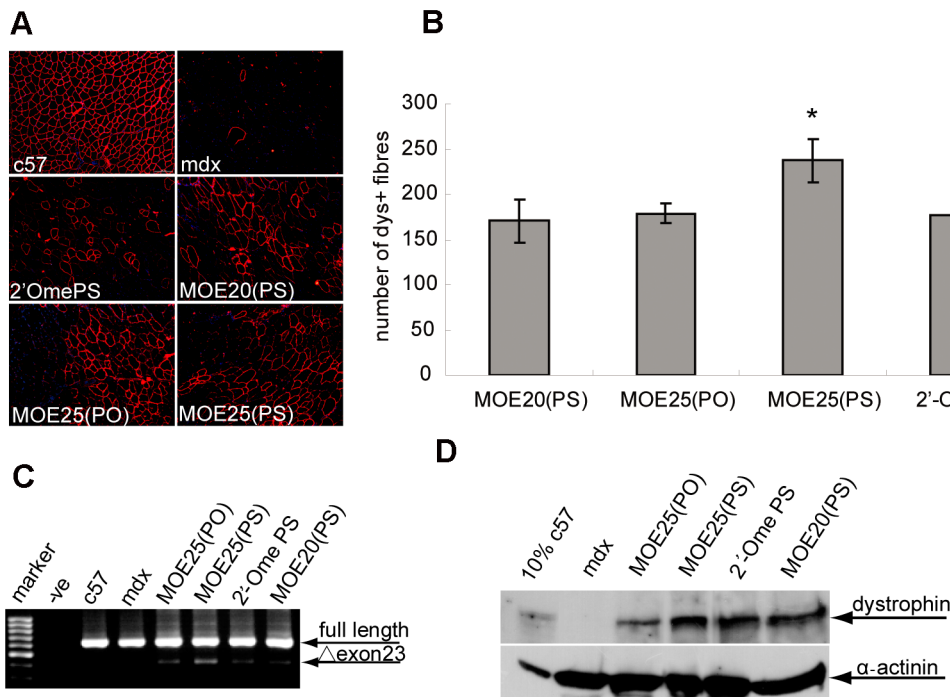 A
c57
mdx
2'OmePS
MOE20(PS)
MOE25(PO)
MOE25(PS)
B
number of dys+ fibres
300
250
200
150
100
50
0
*
MOE20(PS)
MOE25(PO)
MOE25(PS)
2'-O
C
marker
-ve
c57
mdx
MOE25(PO)
MOE25(PS)
2'- Ome PS
MOE20(PS)
full length
△exon23
D
10% c57
mdx
MOE25(PO)
MOE25(PS)
2'-Ome PS
MOE20(PS)
dystrophin
α-actinin